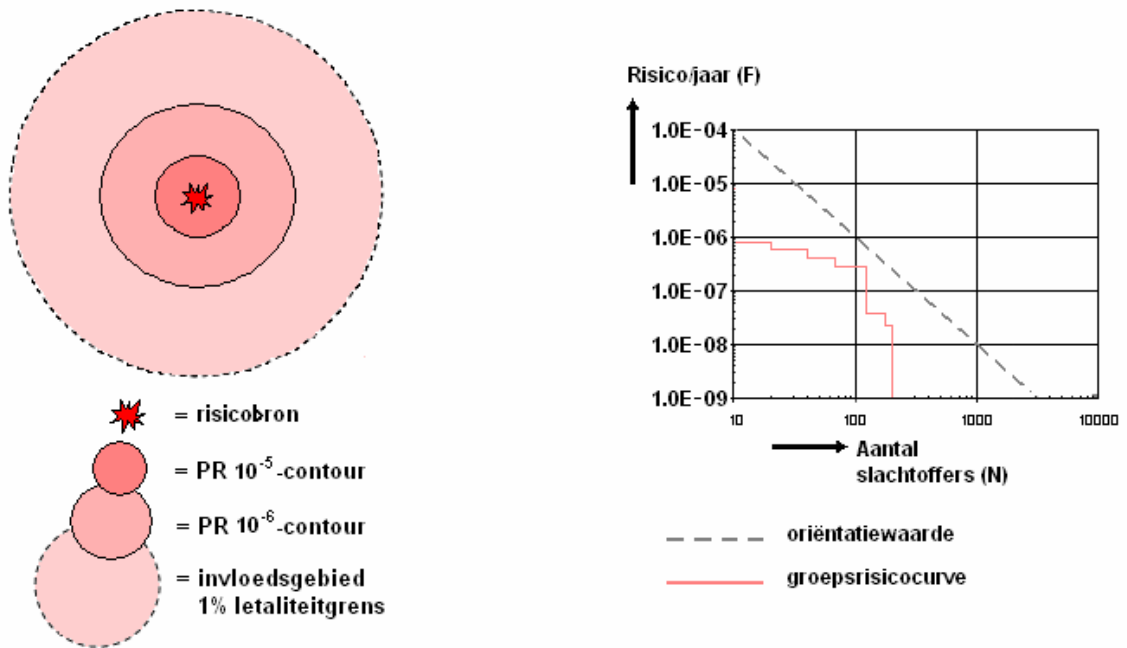 = risicobron
= PR 10⁻⁵-contour
= PR 10⁻⁶-contour
= invloedsgebied
1% letaliteitgrens
Risico/jaar (F)
1.0E-04
1.0E-05
1.0E-06
1.0E-07
1.0E-08
1.0E-09
10 100 1000 10000
Aantal
slachtoffers (N)
oriëntatiewaarde
groepsrisicocurve